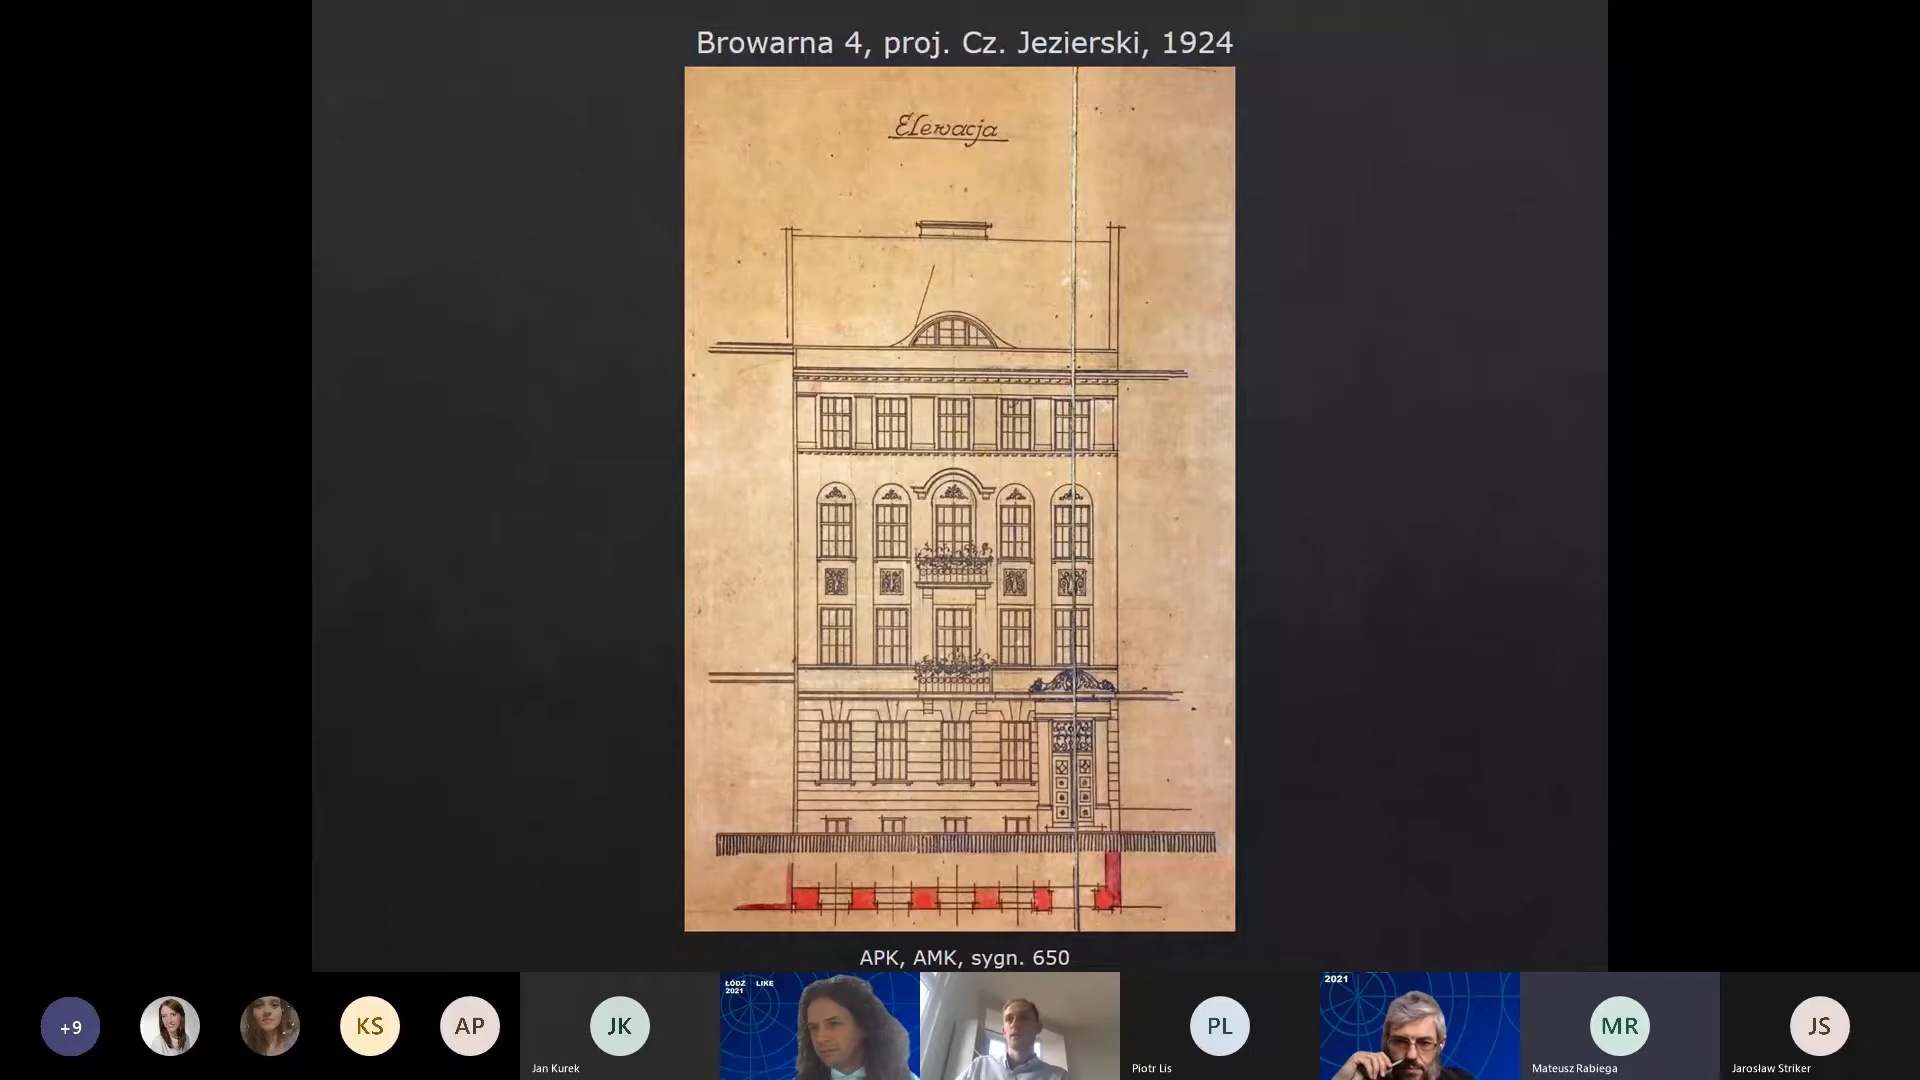 Browarna 4, proj. Cz. Jezierski, 1924
Elewacja
APK, AMK, sygn. 650
+9
KS
AP
JK
Jan Kurek
ŁÓDŹ LIKE
2021
PL
Piotr Lis
2021
MR
Mateusz Rabiega
JS
Jarosław Striker